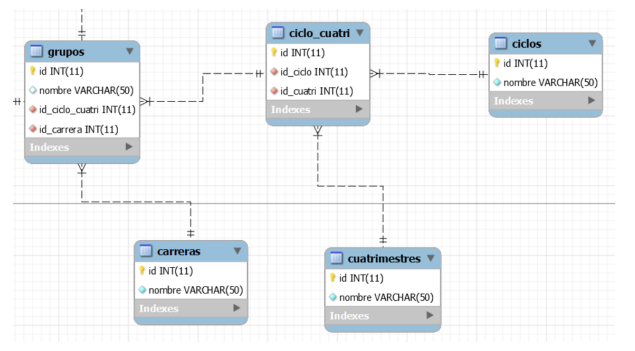 grupos
id INT(11)
nombre VARCHAR(50)
id_ciclo_cuatri INT(11)
id_carrera INT(11)
Indexes
ciclo_cuatri
id INT(11)
id_ciclo INT(11)
id_cuatri INT(11)
Indexes
ciclos
id INT(11)
nombre VARCHAR(50)
Indexes
carreras
id INT(11)
nombre VARCHAR(50)
Indexes
cuatrimestres
id INT(11)
nombre VARCHAR(50)
Indexes